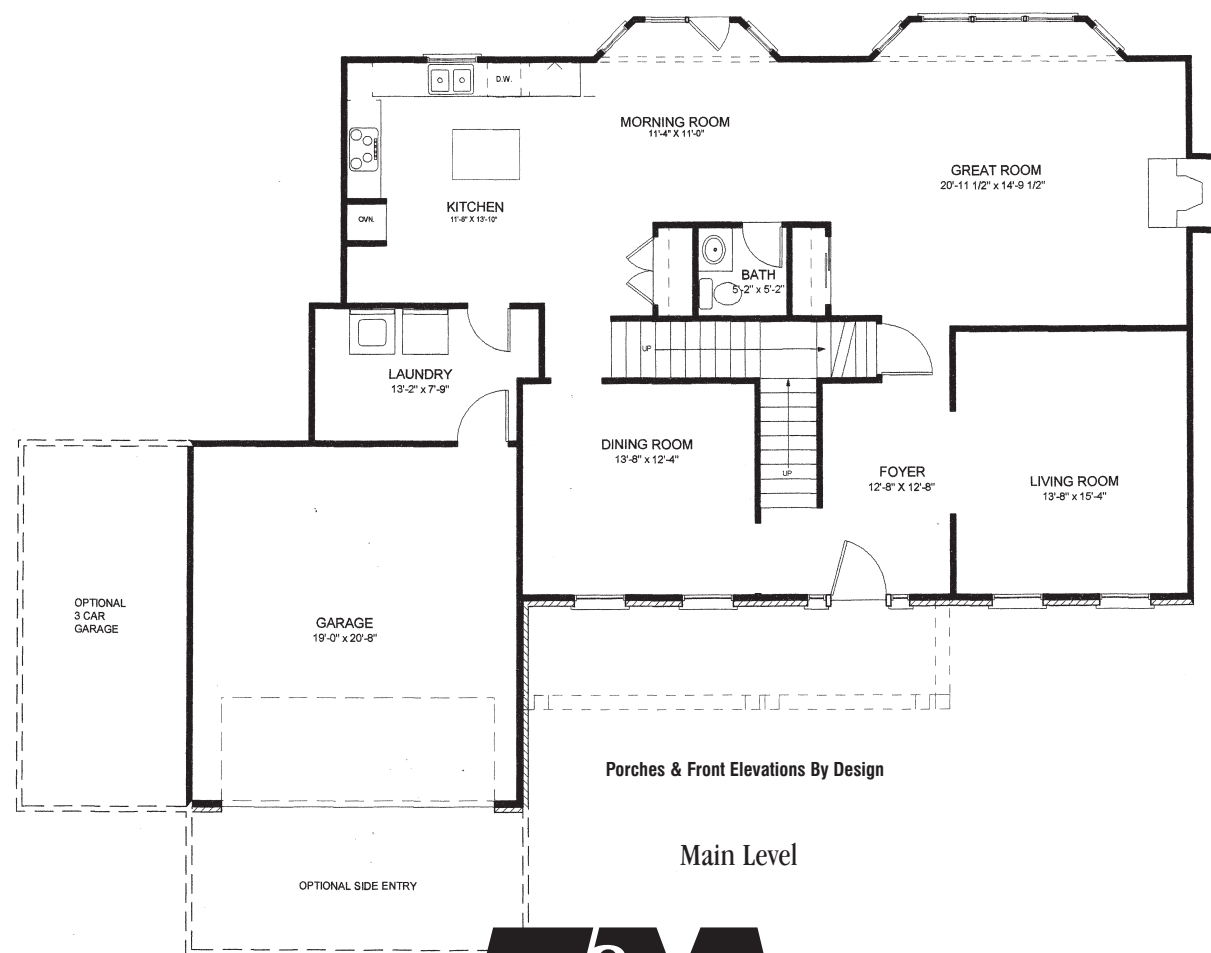 D.W.
MORNING ROOM
11'-4" X 11'-0"
GREAT ROOM
20'-11 1/2" x 14'-9 1/2"
KITCHEN
11'-8" X 13'-10"
OVN.
BATH
5'-2" x 5'-2"
UP
LAUNDRY
13'-2" x 7'-9"
DINING ROOM
13'-8" x 12'-4"
UP
FOYER
12'-8" X 12'-8"
LIVING ROOM
13'-8" x 15'-4"
OPTIONAL
3 CAR
GARAGE
GARAGE
19'-0" x 20'-8"
Porches & Front Elevations By Design
Main Level
OPTIONAL SIDE ENTRY